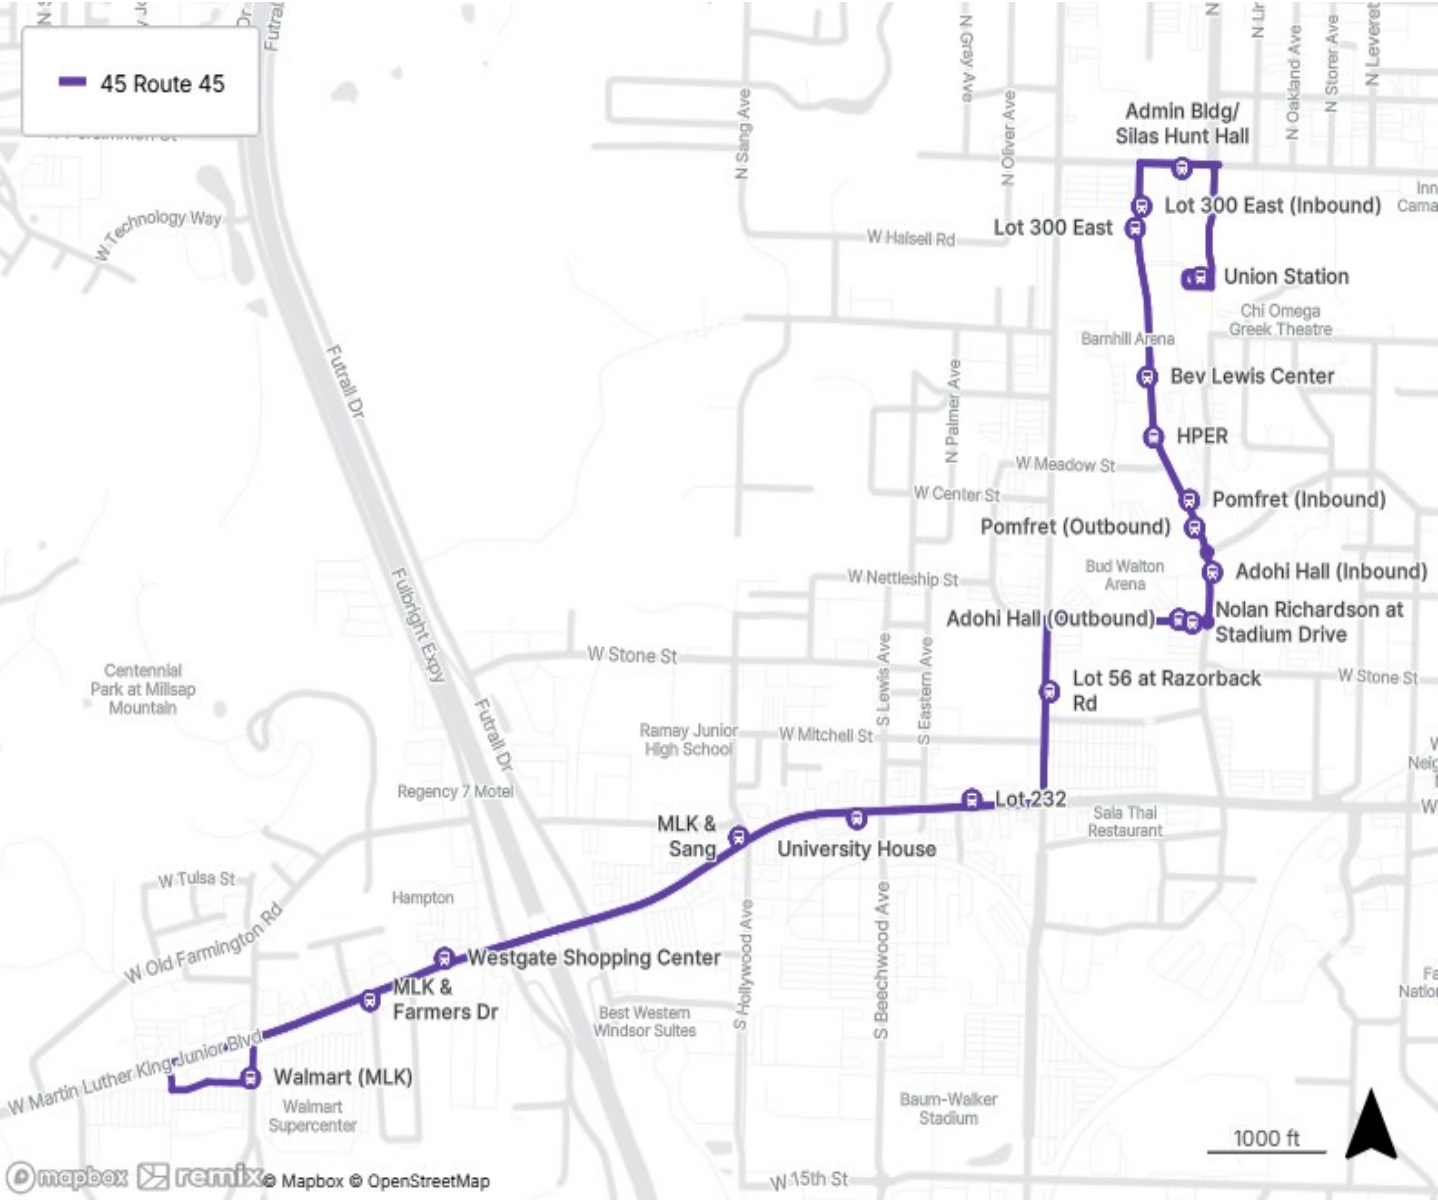 45 Route 45
Futrall Dr
N Gray Ave
N Oliver Ave
N Sang Ave
N Oakland Ave
N Storer Ave
Admin Bldg/
Silas Hunt Hall
W Technology Way
Lot 300 East (Inbound)
Lot 300 East
W Halsell Rd
Union Station
Chi Omega
Greek Theatre
Barnhill Arena
Futrall Dr
Bev Lewis Center
N Palmer Ave
HPER
W Meadow St
W Center St
Pomfret (Inbound)
Pomfret (Outbound)
Bud Walton
Arena
Adohi Hall (Inbound)
W Nettleship St
Fulbright Expy
Adohi Hall (Outbound)
Nolan Richardson at
Stadium Drive
W Stone St
W Stone St
Centennial
Park at Millsap
Mountain
S Lewis Ave
S Eastern Ave
Lot 56 at Razorback
Rd
Futrall Dr
Ramay Junior
High School
W Mitchell St
Regency 7 Motel
Lot 232
Sala Thai
Restaurant
MLK &
Sang
University House
W Tulsa St
Hampton
W Old Farmington Rd
Westgate Shopping Center
S Hollywood Ave
S Beechwood Ave
MLK &
Farmers Dr
Best Western
Windsor Suites
W Martin Luther King Junior Blvd
Walmart (MLK)
Walmart
Supercenter
Baum-Walker
Stadium
1000 ft
W 15th St
mapbox
remix
© Mapbox © OpenStreetMap